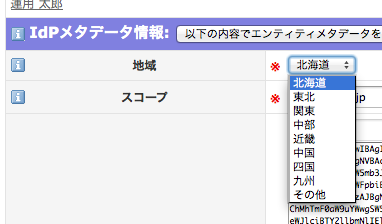 運用 太郎
IdPメタデータ情報: 以下の内容でエンティティメタデータを
地域 ※ 北海道
北海道
東北
関東
中部
近畿
中国
四国
九州
その他
スコープ ※ jp